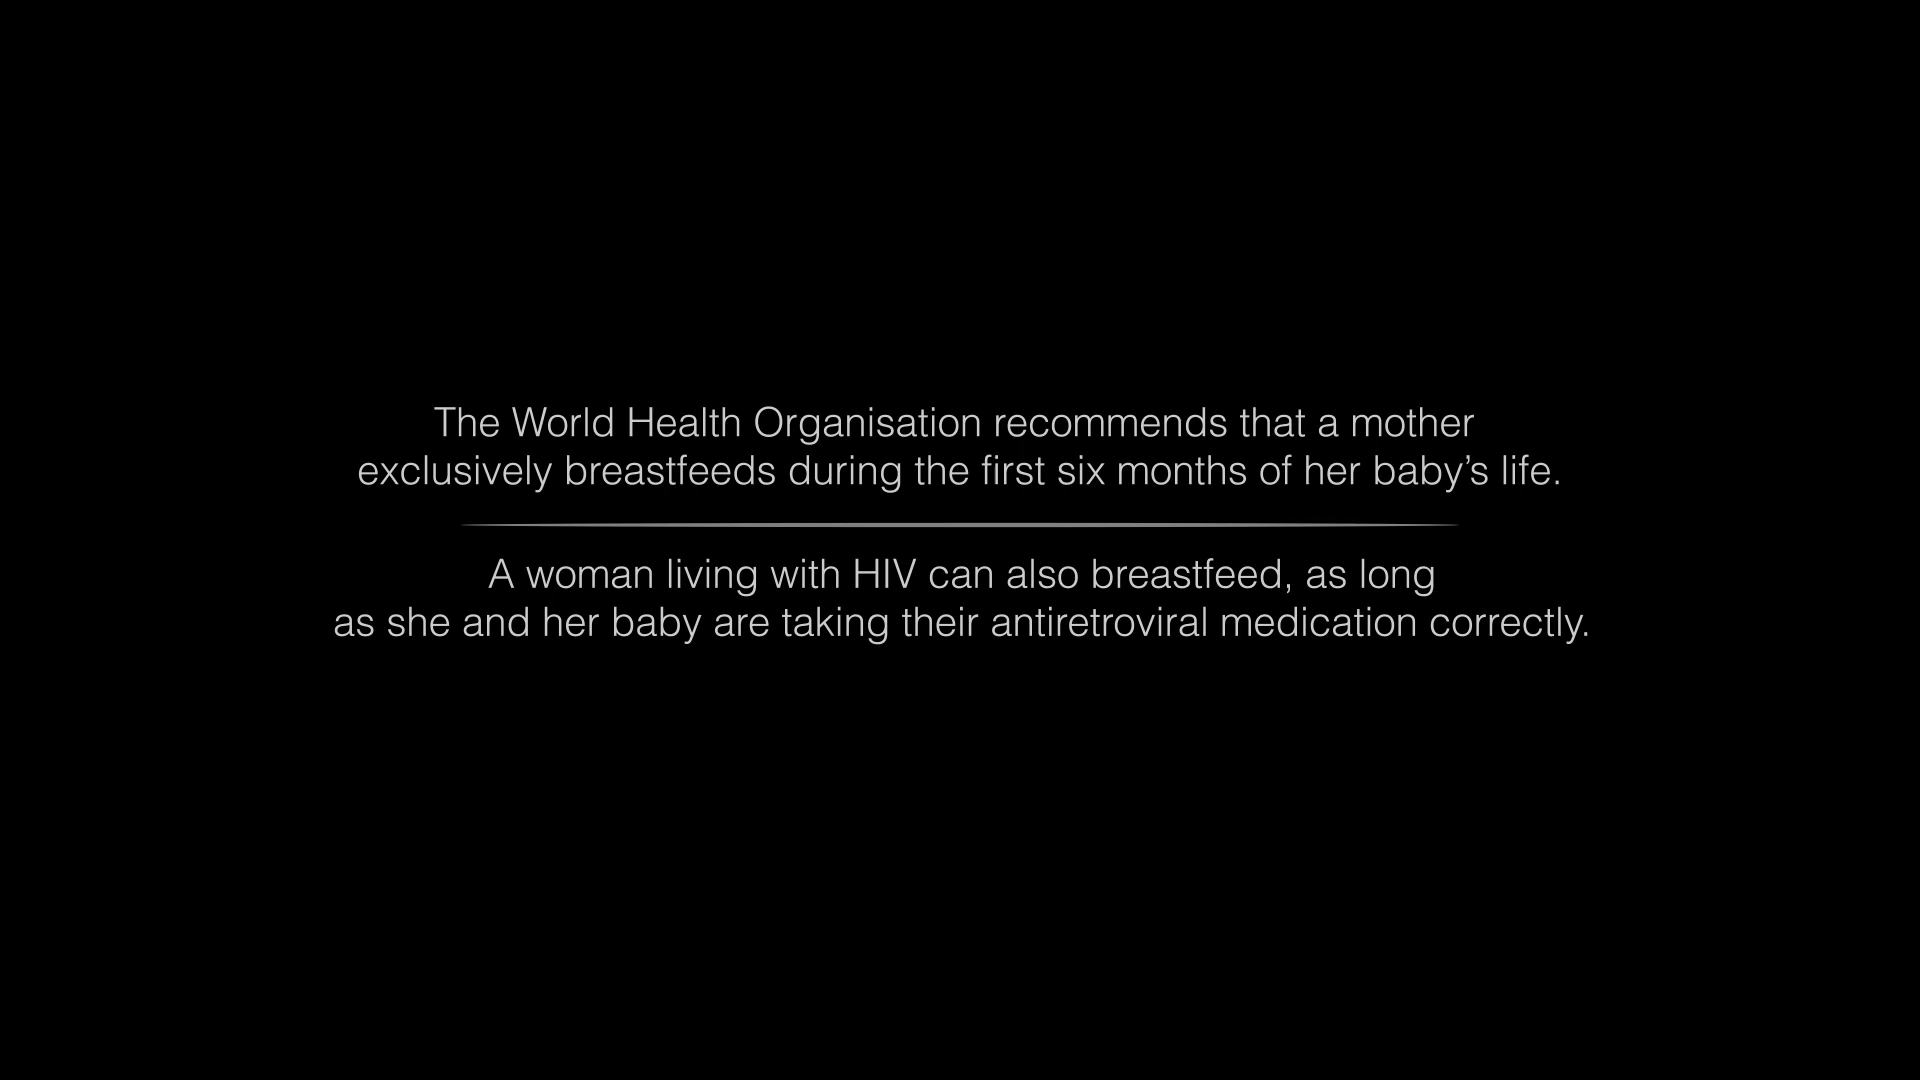 The World Health Organisation recommends that a mother
exclusively breastfeeds during the first six months of her baby’s life.
A woman living with HIV can also breastfeed, as long
as she and her baby are taking their antiretroviral medication correctly.